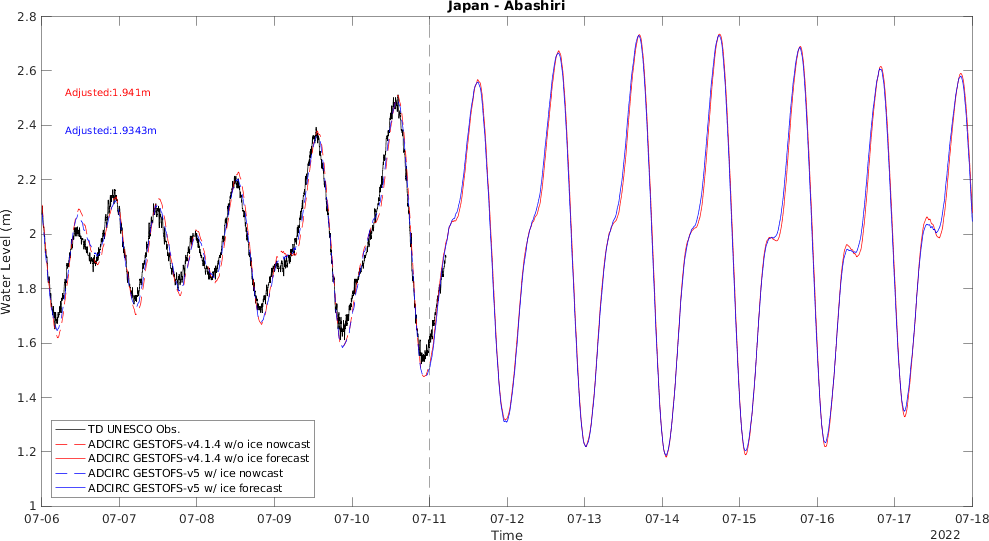 Japan - Abashiri
2.8
2.6
2.4
2.2
2
1.8
1.6
1.4
1.2
1
Water Level (m)
Adjusted:1.941m
Adjusted:1.9343m
TD UNESCO Obs.
ADCIRC GESTOFS-v4.1.4 w/o ice nowcast
ADCIRC GESTOFS-v4.1.4 w/o ice forecast
ADCIRC GESTOFS-v5 w/ ice nowcast
ADCIRC GESTOFS-v5 w/ ice forecast
07-06 07-07 07-08 07-09 07-10 07-11 07-12 07-13 07-14 07-15 07-16 07-17 07-18
Time
2022